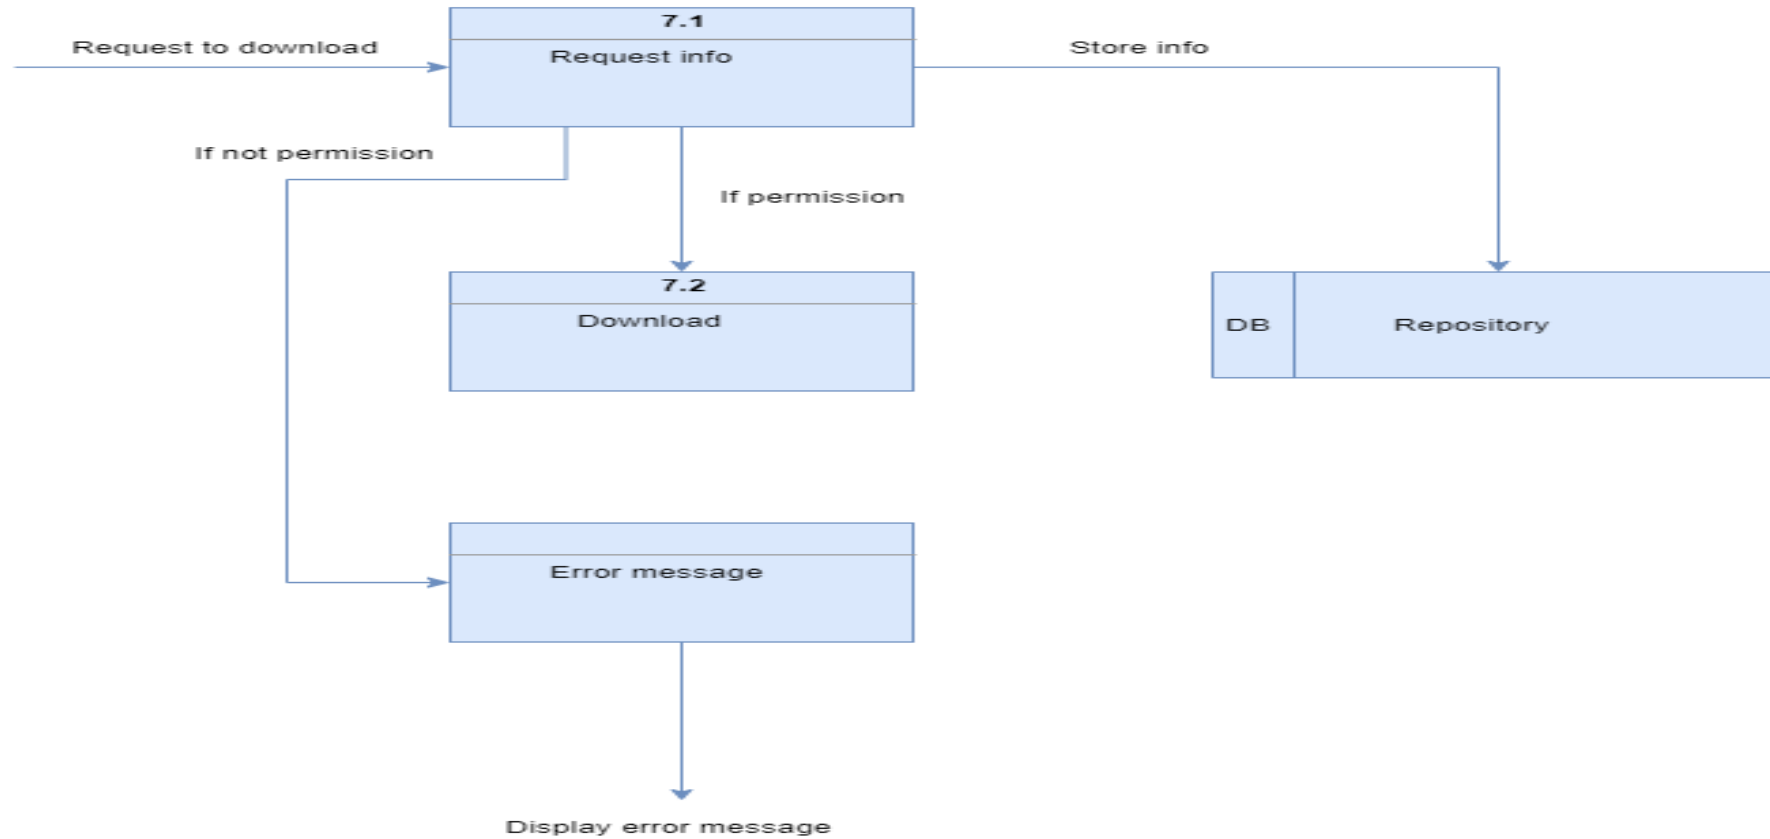 7.1
Request to download
Request info
Store info
If not permission
If permission
7.2
Download
DB
Repository
Error message
Display error message